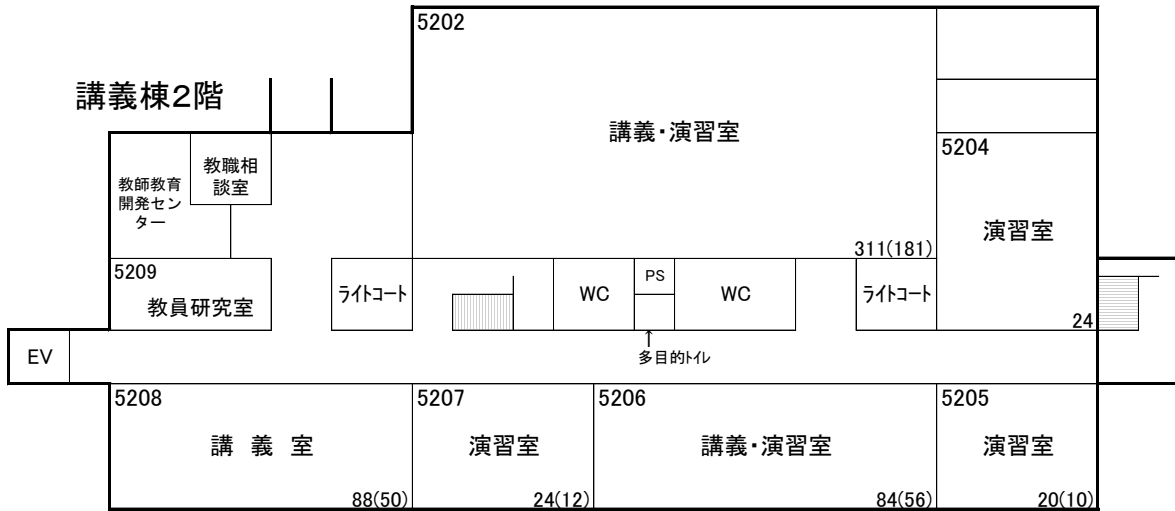 5202
講義棟2階
講義・演習室
5204
教職相
談室
教師教育
開発セン
ター
演習室
311(181)
5209
教員研究室
ライトコート
WC
PS
WC
ライトコート
24
EV
↑
多目的トイレ
5208
5207
5206
5205
講 義 室
演習室
講義・演習室
演習室
88(50)
24(12)
84(56)
20(10)